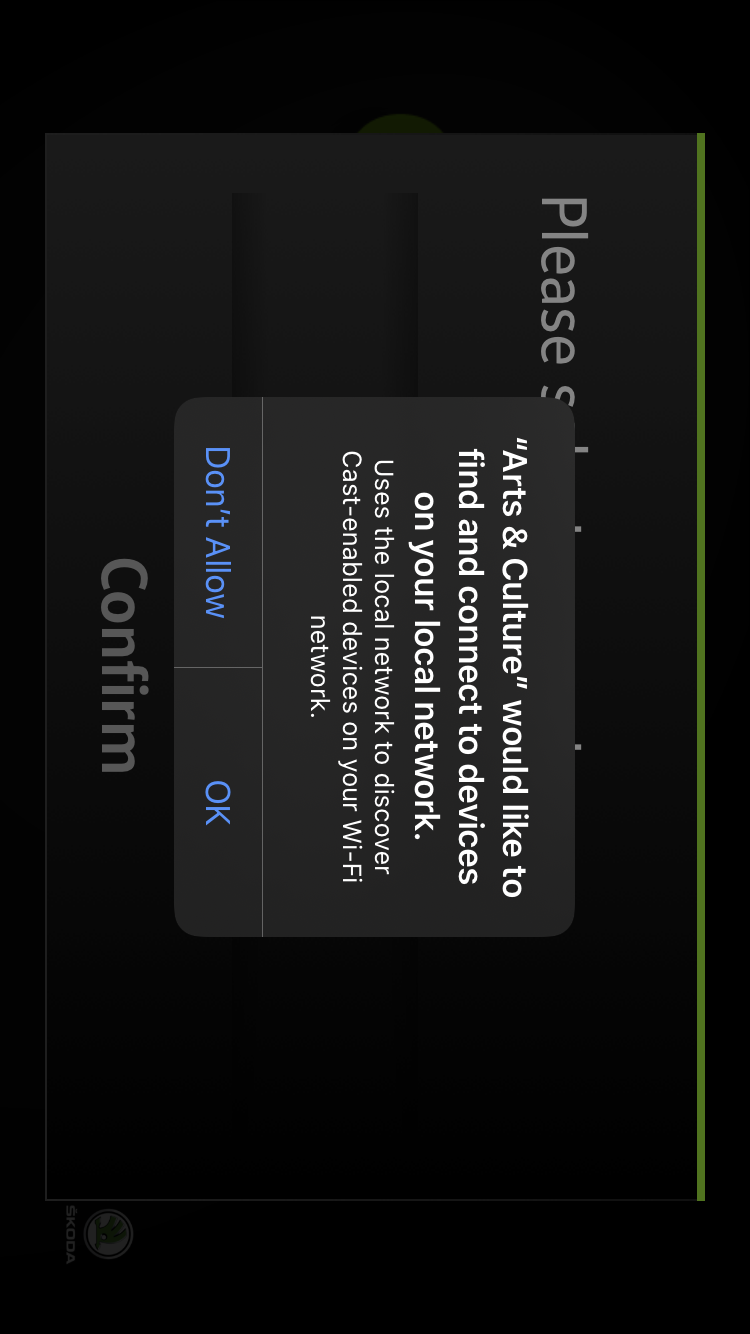 Please
"Arts & Culture" would like to
find and connect to devices
on your local network.
Uses the local network to discover
Cast-enabled devices on your Wi-Fi
network.
Don't Allow
OK
Confirm
ŠKODA